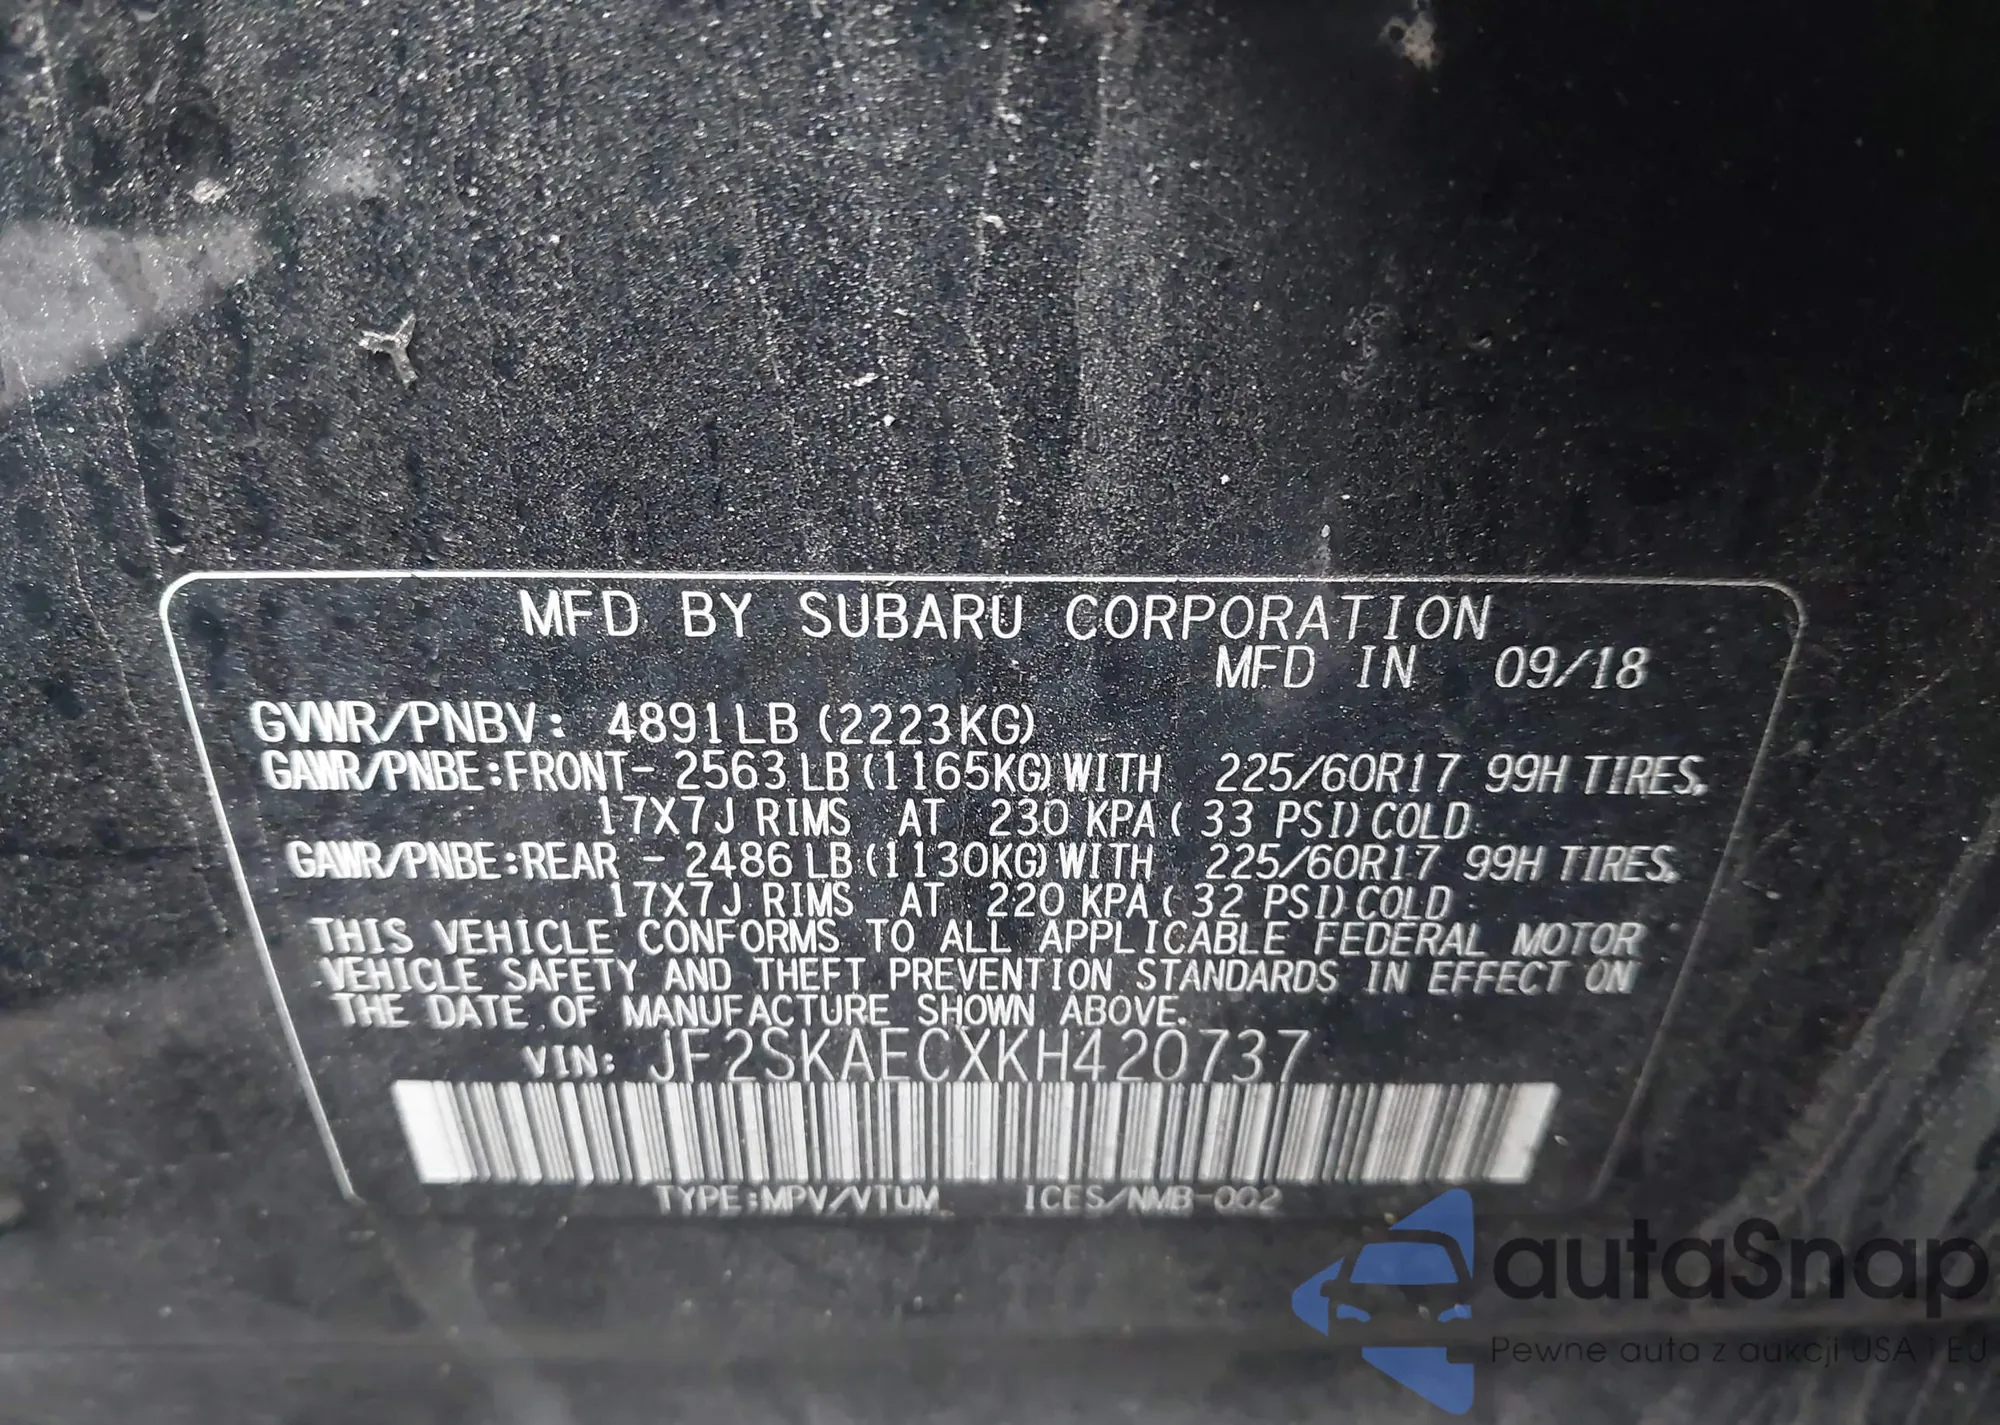 MFD BY SUBARU CORPORATION
MFD IN 09/18
GVWR/PNBV: 4891LB (2223KG)
GAWR/PNBE:FRONT- 2563 LB (1165KG) WITH 225/60R17 99H TIRES,
17X7J RIMS AT 230 KPA ( 33 PSI) COLD
GAWR/PNBE:REAR - 2486 LB (1130KG) WITH 225/60R17 99H TIRES,
17X7J RIMS AT 220 KPA ( 32 PSI) COLD
THIS VEHICLE CONFORMS TO ALL APPLICABLE FEDERAL MOTOR
VEHICLE SAFETY AND THEFT PREVENTION STANDARDS IN EFFECT ON
THE DATE OF MANUFACTURE SHOWN ABOVE.
VIN: JF2SKAECXKH420737
TYPE:MPV/VTUM ICES/NMB-002
autaSnap
Pewne auta z aukcji USA i EU